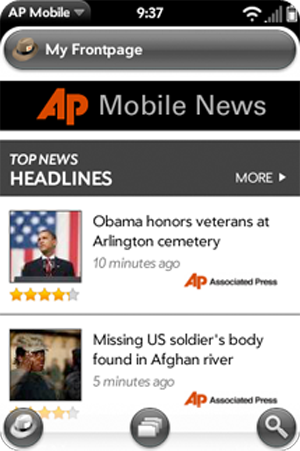 AP Mobile
9:37
My Frontpage
AP Mobile News
TOP NEWS
HEADLINES
MORE
Obama honors veterans at
Arlington cemetery
10 minutes ago
AP Associated Press
Missing US soldier's body
found in Afghan river
5 minutes ago
AP Associated Press